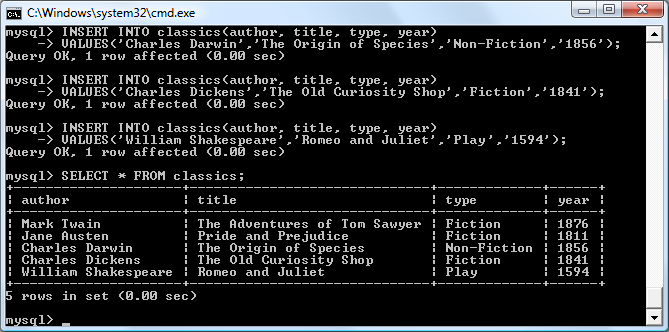 C:\Windows\system32\cmd.exe
mysql> INSERT INTO classics(author, title, type, year)
    -> VALUES('Charles Darwin','The Origin of Species','Non-Fiction','1856');
Query OK, 1 row affected (0.00 sec)
mysql> INSERT INTO classics(author, title, type, year)
    -> VALUES('Charles Dickens','The Old Curiosity Shop','Fiction','1841');
Query OK, 1 row affected (0.00 sec)
mysql> INSERT INTO classics(author, title, type, year)
    -> VALUES('William Shakespeare','Romeo and Juliet','Play','1594');
Query OK, 1 row affected (0.00 sec)
mysql> SELECT * FROM classics;
+---------------------+------------------------------+-------------+------+
| author              | title                        | type        | year |
+---------------------+------------------------------+-------------+------+
| Mark Twain          | The Adventures of Tom Sawyer | Fiction     | 1876 |
| Jane Austen         | Pride and Prejudice          | Fiction     | 1811 |
| Charles Darwin      | The Origin of Species        | Non-Fiction | 1856 |
| Charles Dickens     | The Old Curiosity Shop       | Fiction     | 1841 |
| William Shakespeare | Romeo and Juliet             | Play        | 1594 |
+---------------------+------------------------------+-------------+------+
5 rows in set (0.00 sec)
mysql> _